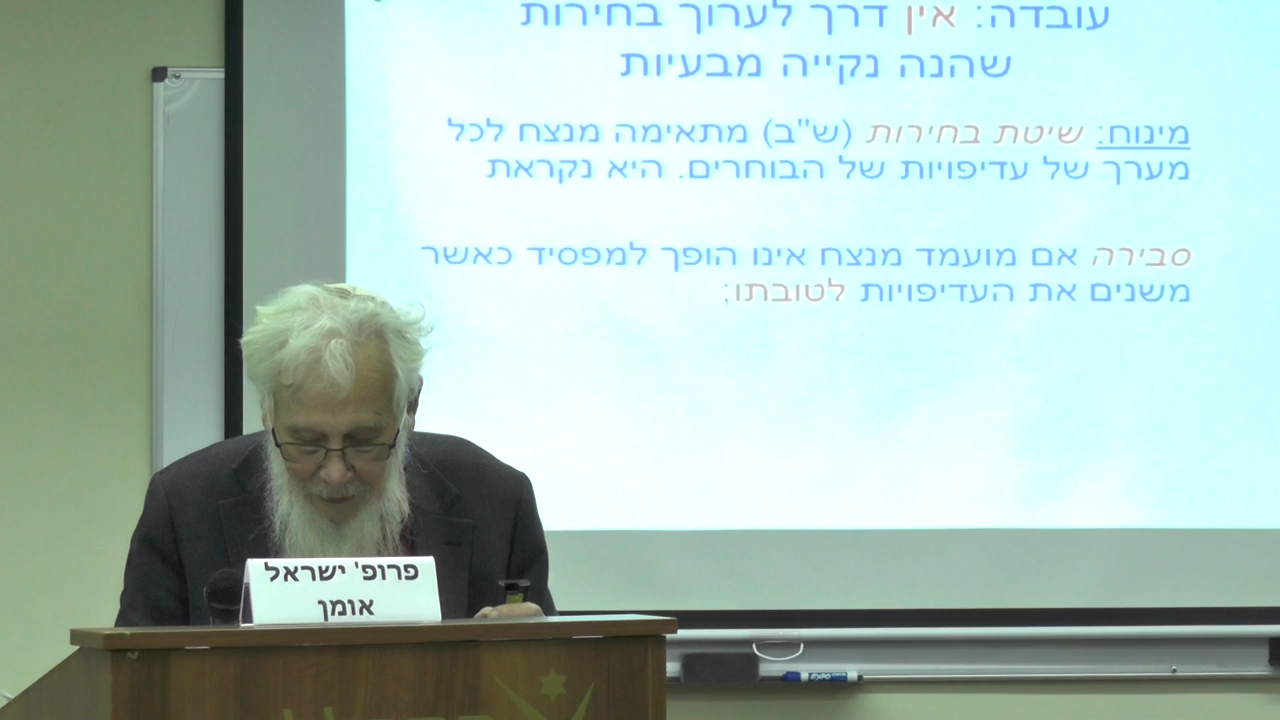 עובדה: אין דרך לערוך בחירות
שהנה נקייה מבעיות
מינוח: שיטת בחירות (ש"ב) מתאימה מנצח לכל
מערך של עדיפויות של הבוחרים. היא נקראת
סבירה אם מועמד מנצח אינו הופך למפסיד כאשר
משנים את העדיפויות לטובתו;
פרופ' ישראל
אומן
EXPO